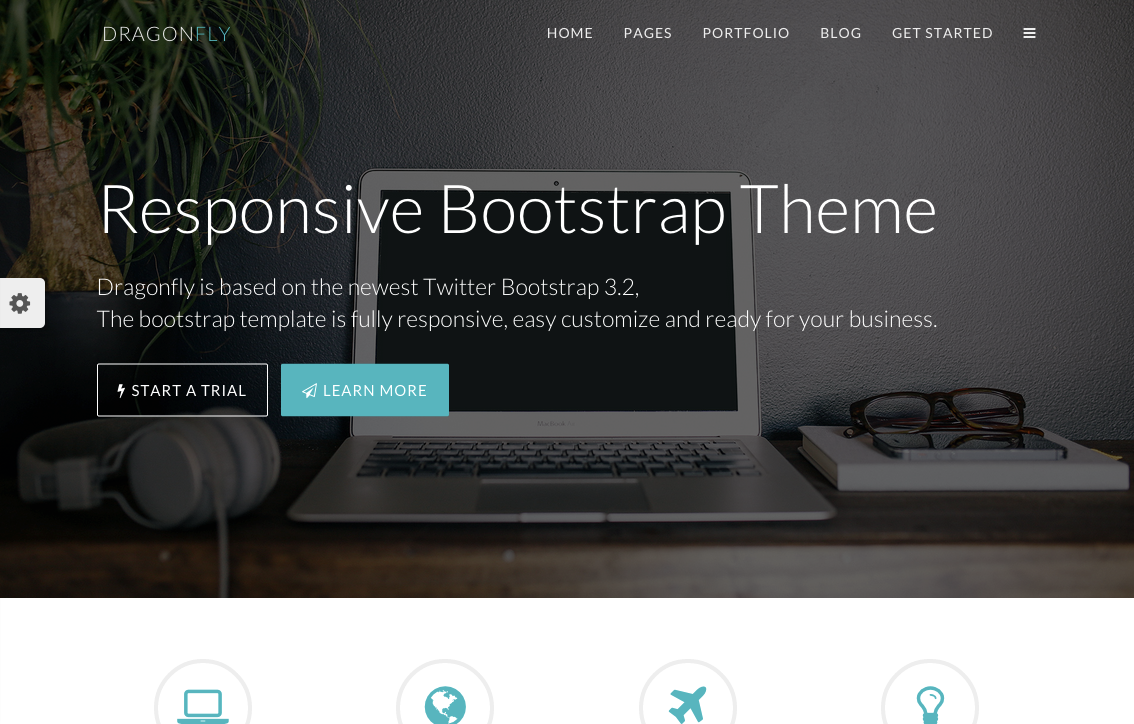 DRAGONFLY
HOME PAGES PORTFOLIO BLOG GET STARTED
Responsive Bootstrap Theme
Dragonfly is based on the newest Twitter Bootstrap 3.2,
The bootstrap template is fully responsive, easy customize and ready for your business.
START A TRIAL LEARN MORE